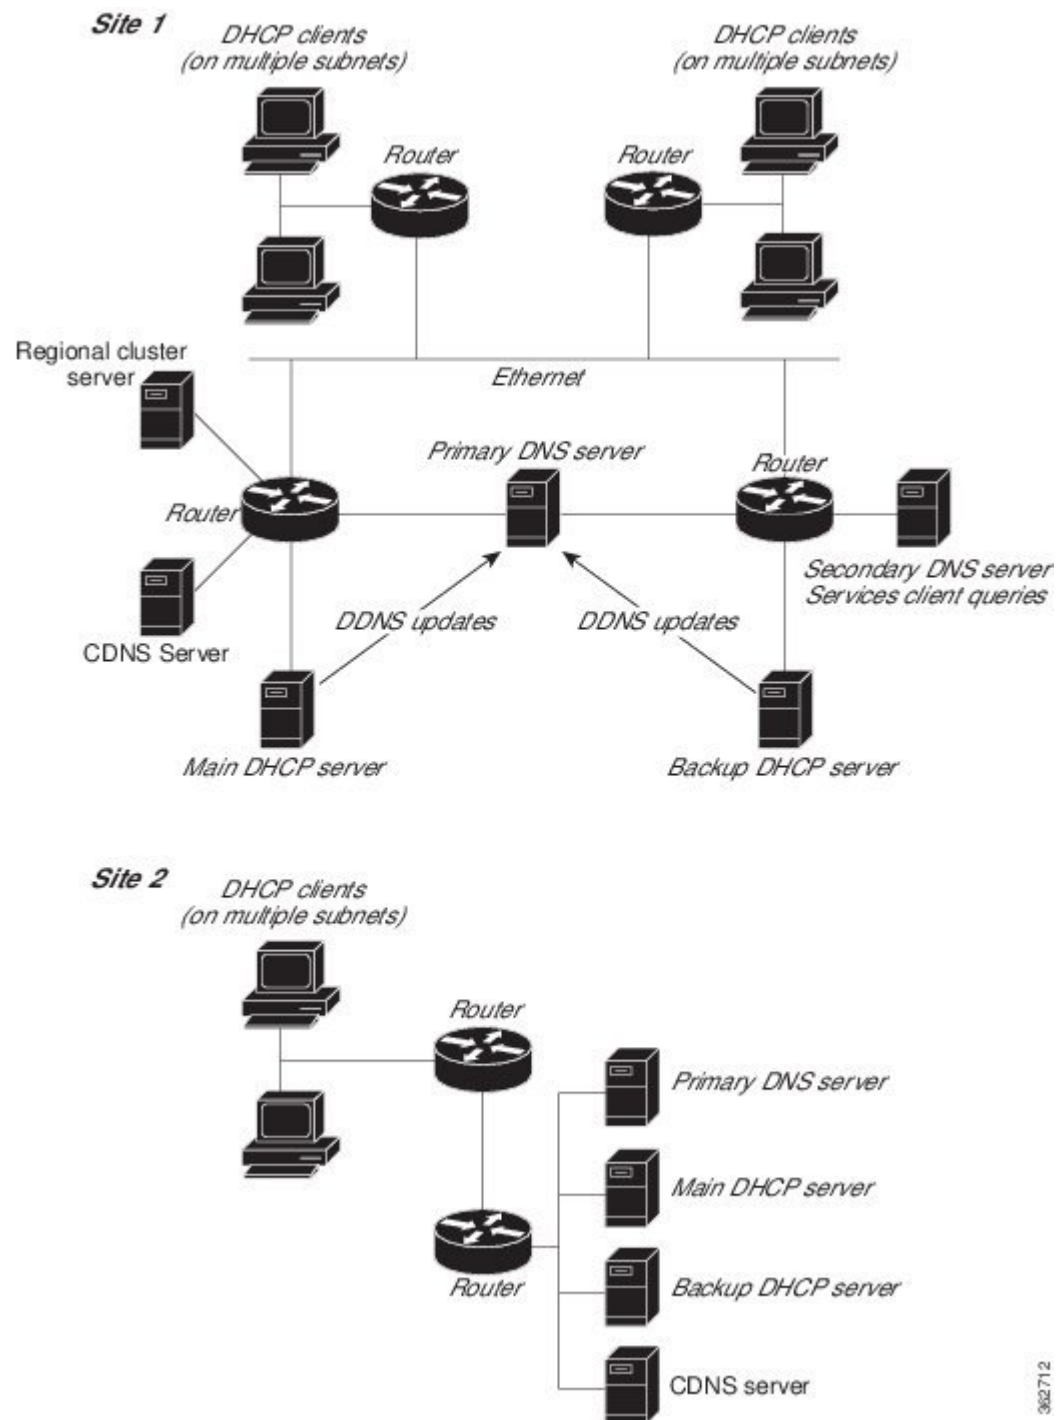 Site 1
DHCP clients
(on multiple subnets)
DHCP clients
(on multiple subnets)
Router
Router
Regional cluster
server
Ethernet
Primary DNS server
Router
Router
Secondary DNS server
Services client queries
DDNS updates
DDNS updates
CDNS Server
Main DHCP server
Backup DHCP server
Site 2
DHCP clients
(on multiple subnets)
Router
Primary DNS server
Main DHCP server
Router
Backup DHCP server
CDNS server
362712